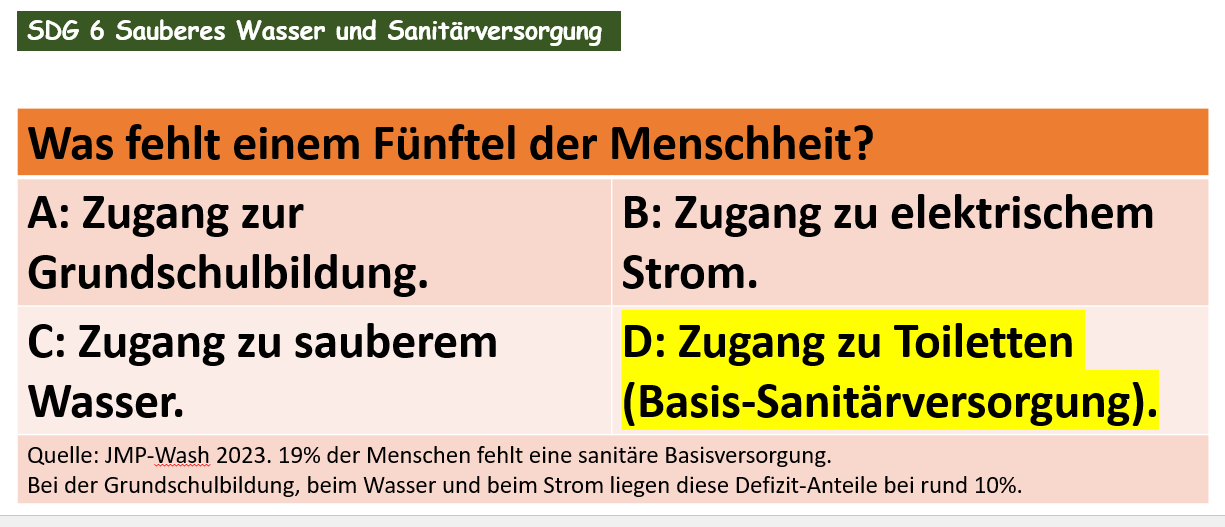 SDG 6 Sauberes Wasser und Sanitärversorgung
Was fehlt einem Fünftel der Menschheit?
A: Zugang zur
Grundschulbildung.
B: Zugang zu elektrischem
Strom.
C: Zugang zu sauberem
Wasser.
D: Zugang zu Toiletten
(Basis-Sanitärversorgung).
Quelle: JMP-Wash 2023. 19% der Menschen fehlt eine sanitäre Basisversorgung.
Bei der Grundschulbildung, beim Wasser und beim Strom liegen diese Defizit-Anteile bei rund 10%.